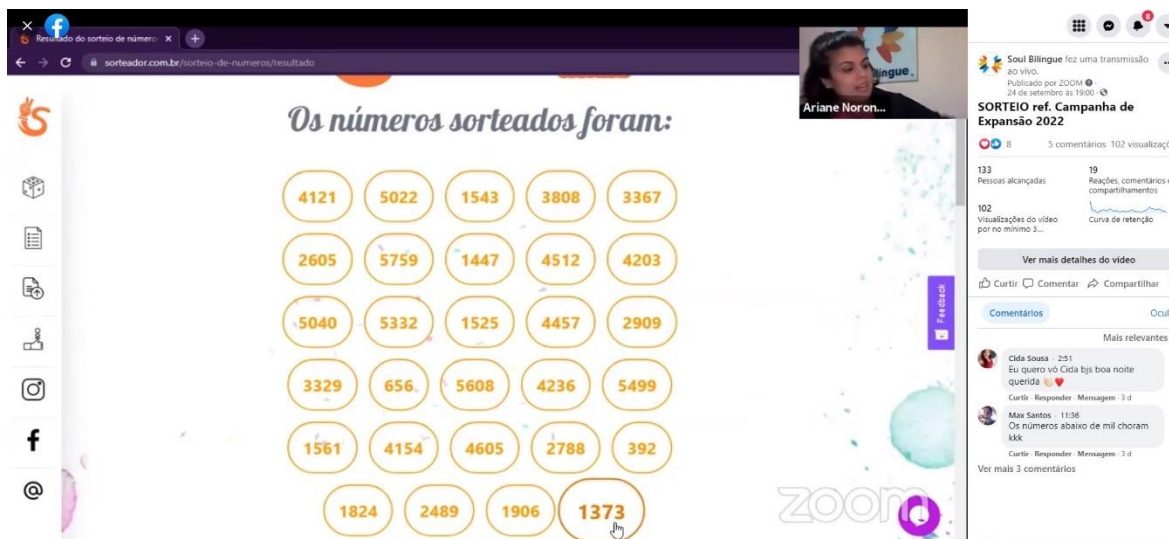 Resultado do sorteio de número
sorteador.com.br/sorteio-de-numeros/resultado
Os números sorteados foram:
4121 5022 1543 3808 3367
2605 5759 1447 4512 4203
5040 5332 1525 4457 2909
3329 656 5608 4236 5499
1561 4154 4605 2788 392
1824 2489 1906 1373
Feedback
zoom
ingue.
Ariane Noron...
8
Soul Bilingue fez uma transmissão
ao vivo.
Publicado por ZOOM
24 de setembro às 19:00
SORTEIO ref. Campanha de
Expansão 2022
8 5 comentários 102 visualizaçõ
133
Pessoas alcançadas
19
Reações, comentários e
compartilhamentos
102
Visualizações do vídeo
por no mínimo 3...
Curva de retenção
Ver mais detalhes do vídeo
Curtir Comentar Compartilhar
Comentários Ocul
Mais relevantes
Cida Sousa · 2:51
Eu quero vó Cida bjs boa noite
querida
Curtir · Responder · Mensagem · 3 d
Max Santos · 11:36
Os números abaixo de mil choram
kkk
Curtir · Responder · Mensagem · 3 d
Ver mais 3 comentários